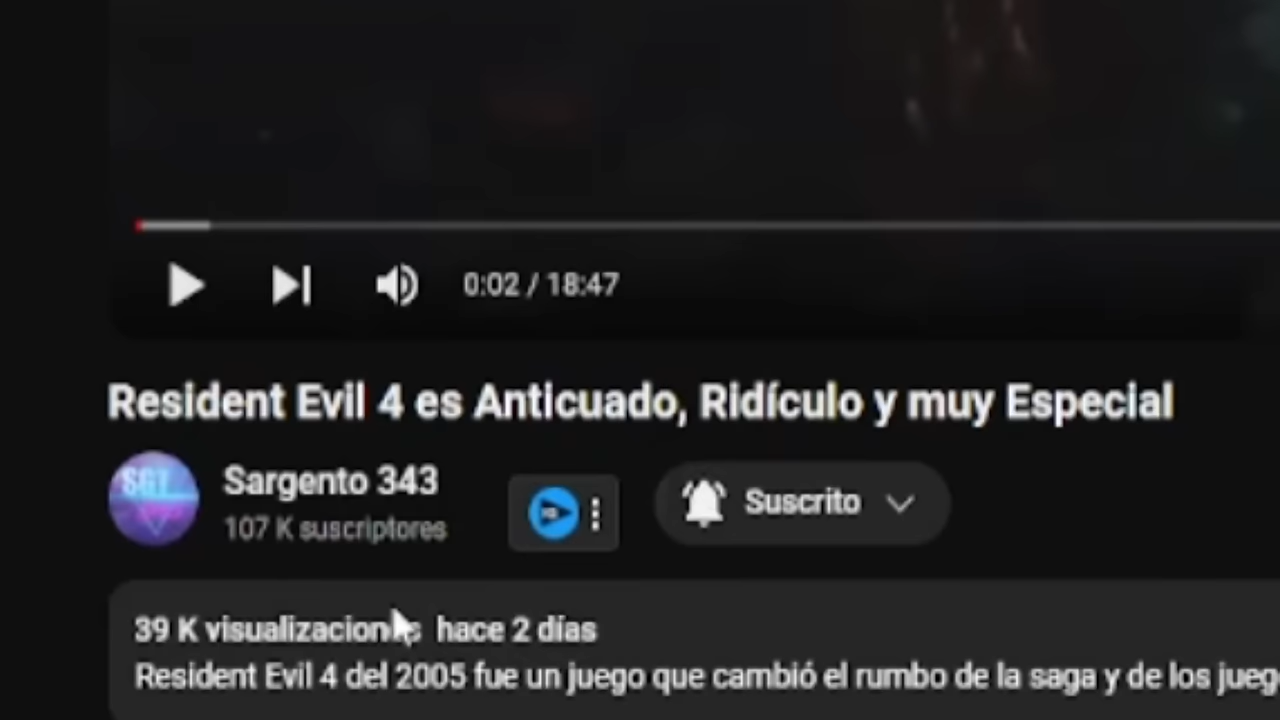 0:02 / 18:47
Resident Evil 4 es Anticuado, Ridículo y muy Especial
SGT
Sargento 343
107 K suscriptores
Suscrito
39 K visualizaciones hace 2 días
Resident Evil 4 del 2005 fue un juego que cambió el rumbo de la saga y de los jueg